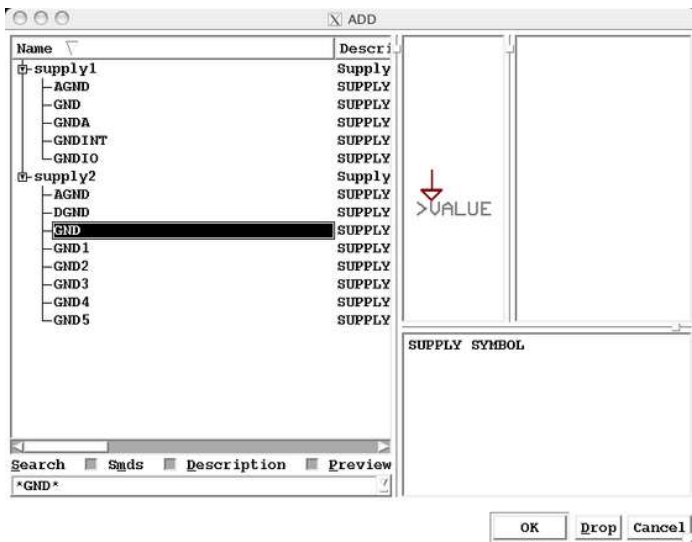 X ADD
Name Descri
supply1 Supply
AGND SUPPLY
GND SUPPLY
GNDA SUPPLY
GNDINT SUPPLY
GNDIO SUPPLY
supply2 Supply
AGND SUPPLY
DGND SUPPLY
GND SUPPLY
GND1 SUPPLY
GND2 SUPPLY
GND3 SUPPLY
GND4 SUPPLY
GND5 SUPPLY
>VALUE
SUPPLY SYMBOL
Search Smds Description Preview
*GND*
OK Drop Cancel